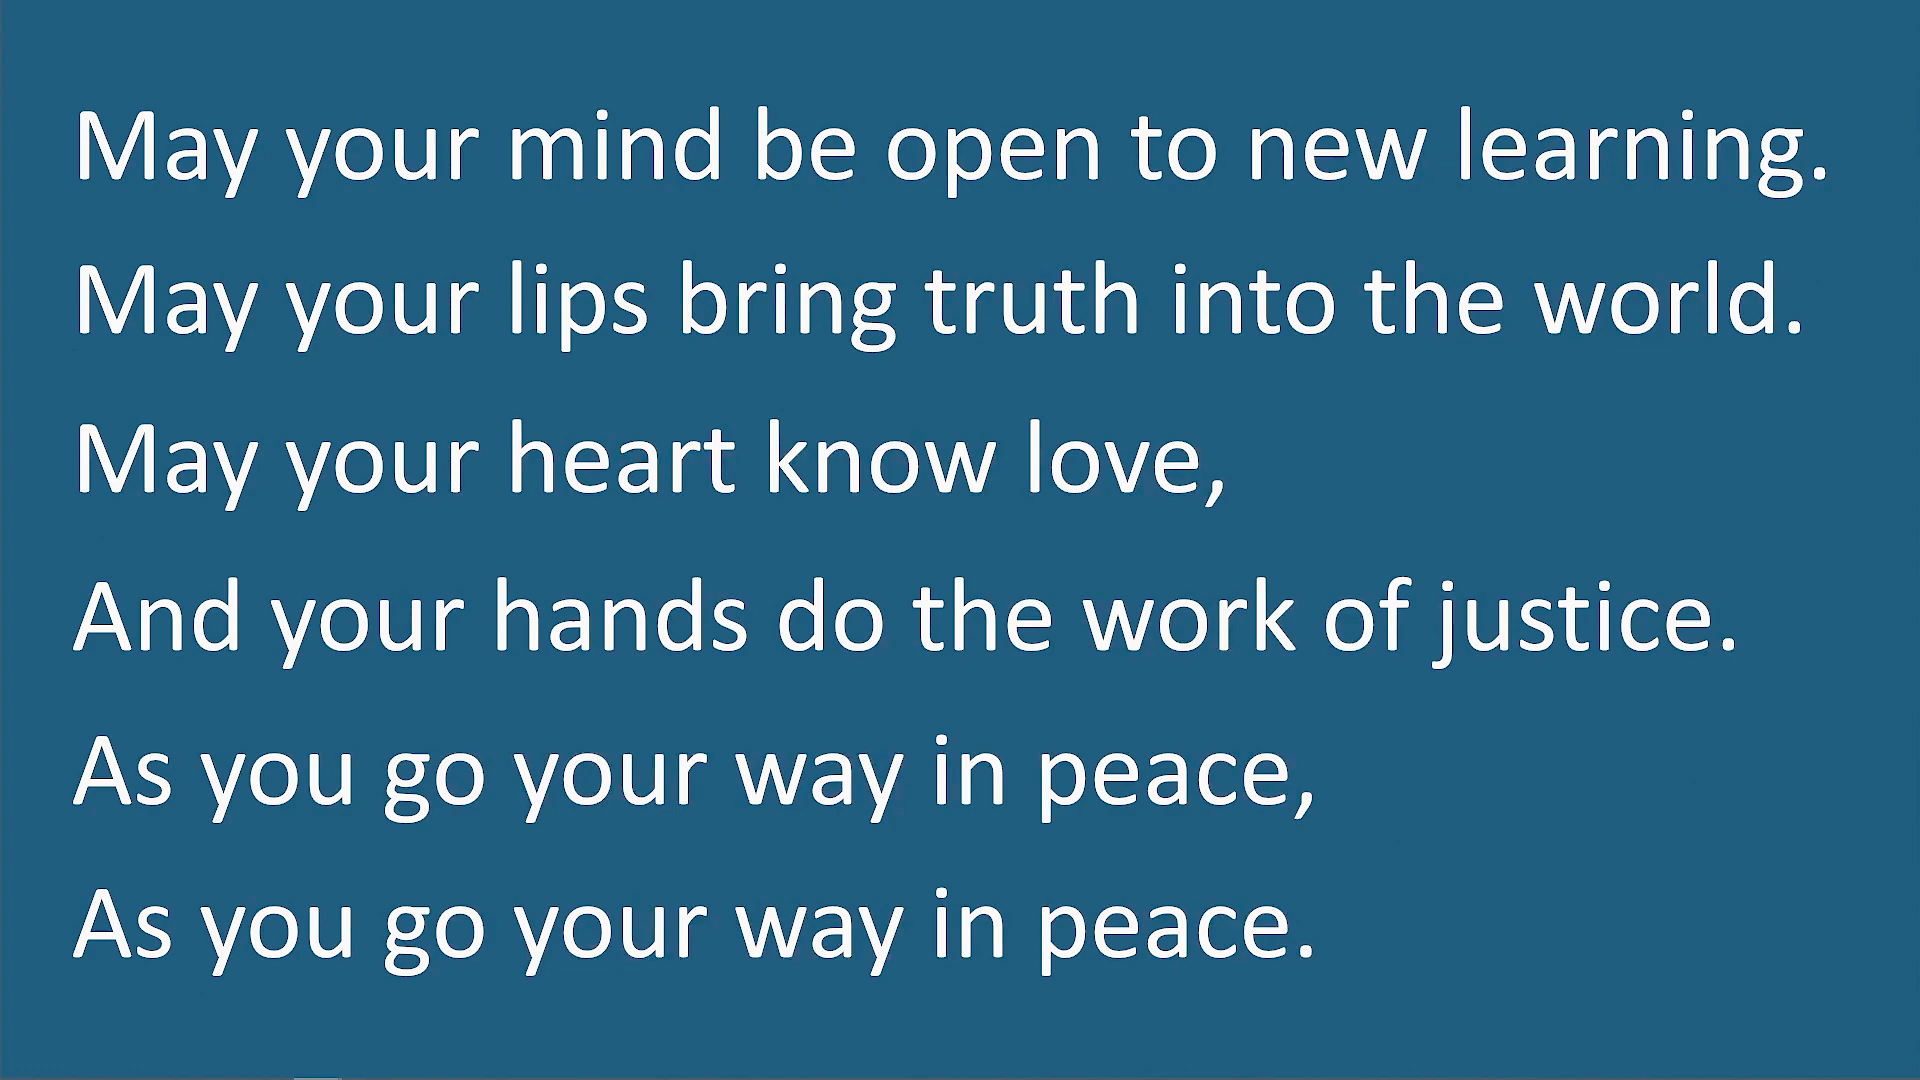 May your mind be open to new learning.
May your lips bring truth into the world.
May your heart know love,
And your hands do the work of justice.
As you go your way in peace,
As you go your way in peace.